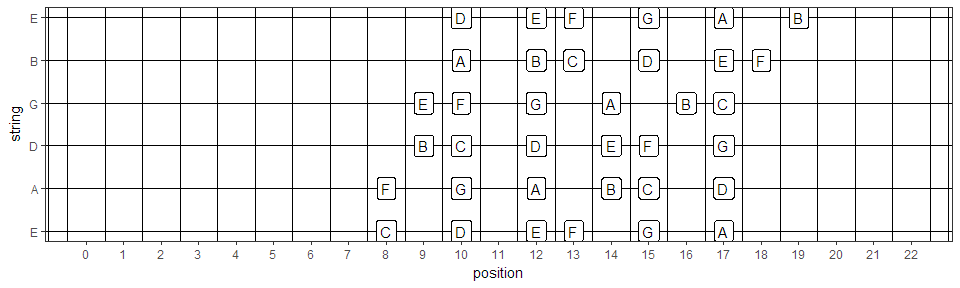 E D E F G A B
B A B C D E F
G E F G A B C
D B C D E F G
A F G A B C D
E C D E F G A
0 1 2 3 4 5 6 7 8 9 10 11 12 13 14 15 16 17 18 19 20 21 22
position
string